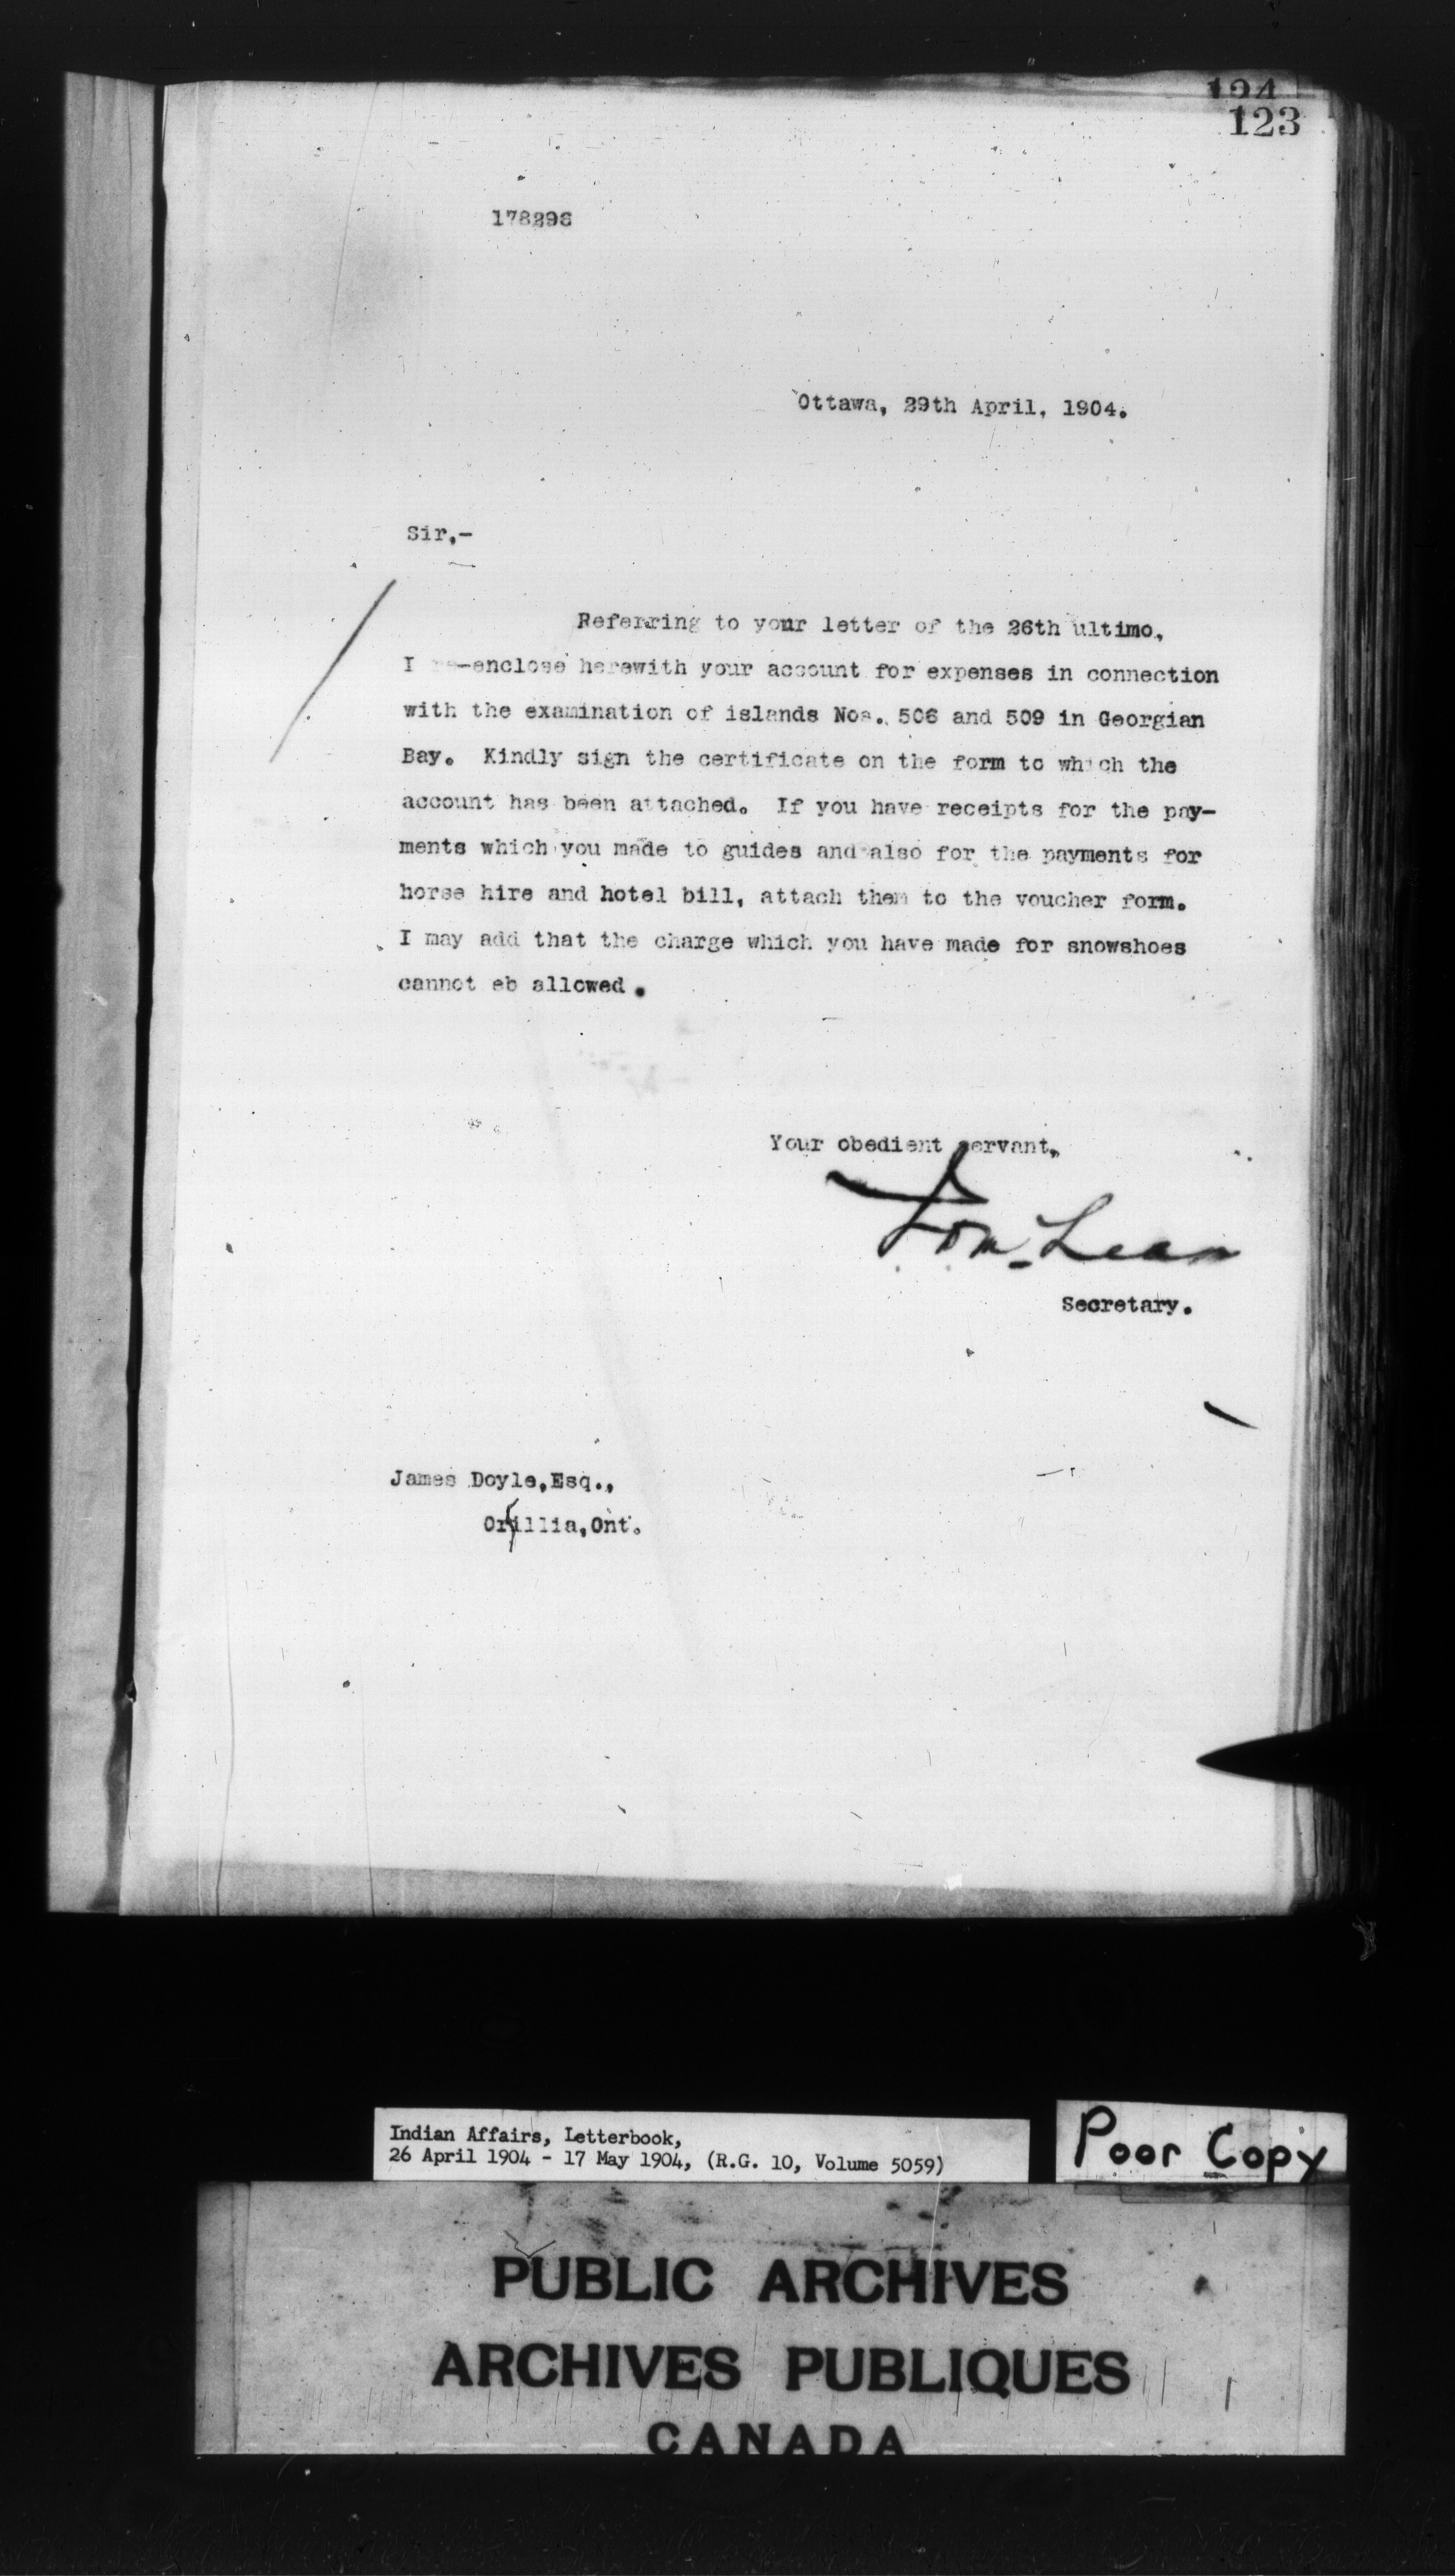 124
123
178296
Ottawa, 29th April, 1904.
Sir,-
Referring to your letter of the 26th ultimo,
I re-enclose herewith your account for expenses in connection
with the examination of islands Nos. 506 and 509 in Georgian
Bay. Kindly sign the certificate on the form to which the
account has been attached. If you have receipts for the pay-
ments which you made to guides and also for the payments for
horse hire and hotel bill, attach them to the voucher form.
I may add that the charge which you have made for snowshoes
cannot eb allowed.
Your obedient servant,
Secretary.
James Doyle,Esq.,
Orillia,Ont.
Indian Affairs, Letterbook,
26 April 1904 - 17 May 1904, (R.G. 10, Volume 5059)
Poor Copy
PUBLIC ARCHIVES
ARCHIVES PUBLIQUES
CANADA